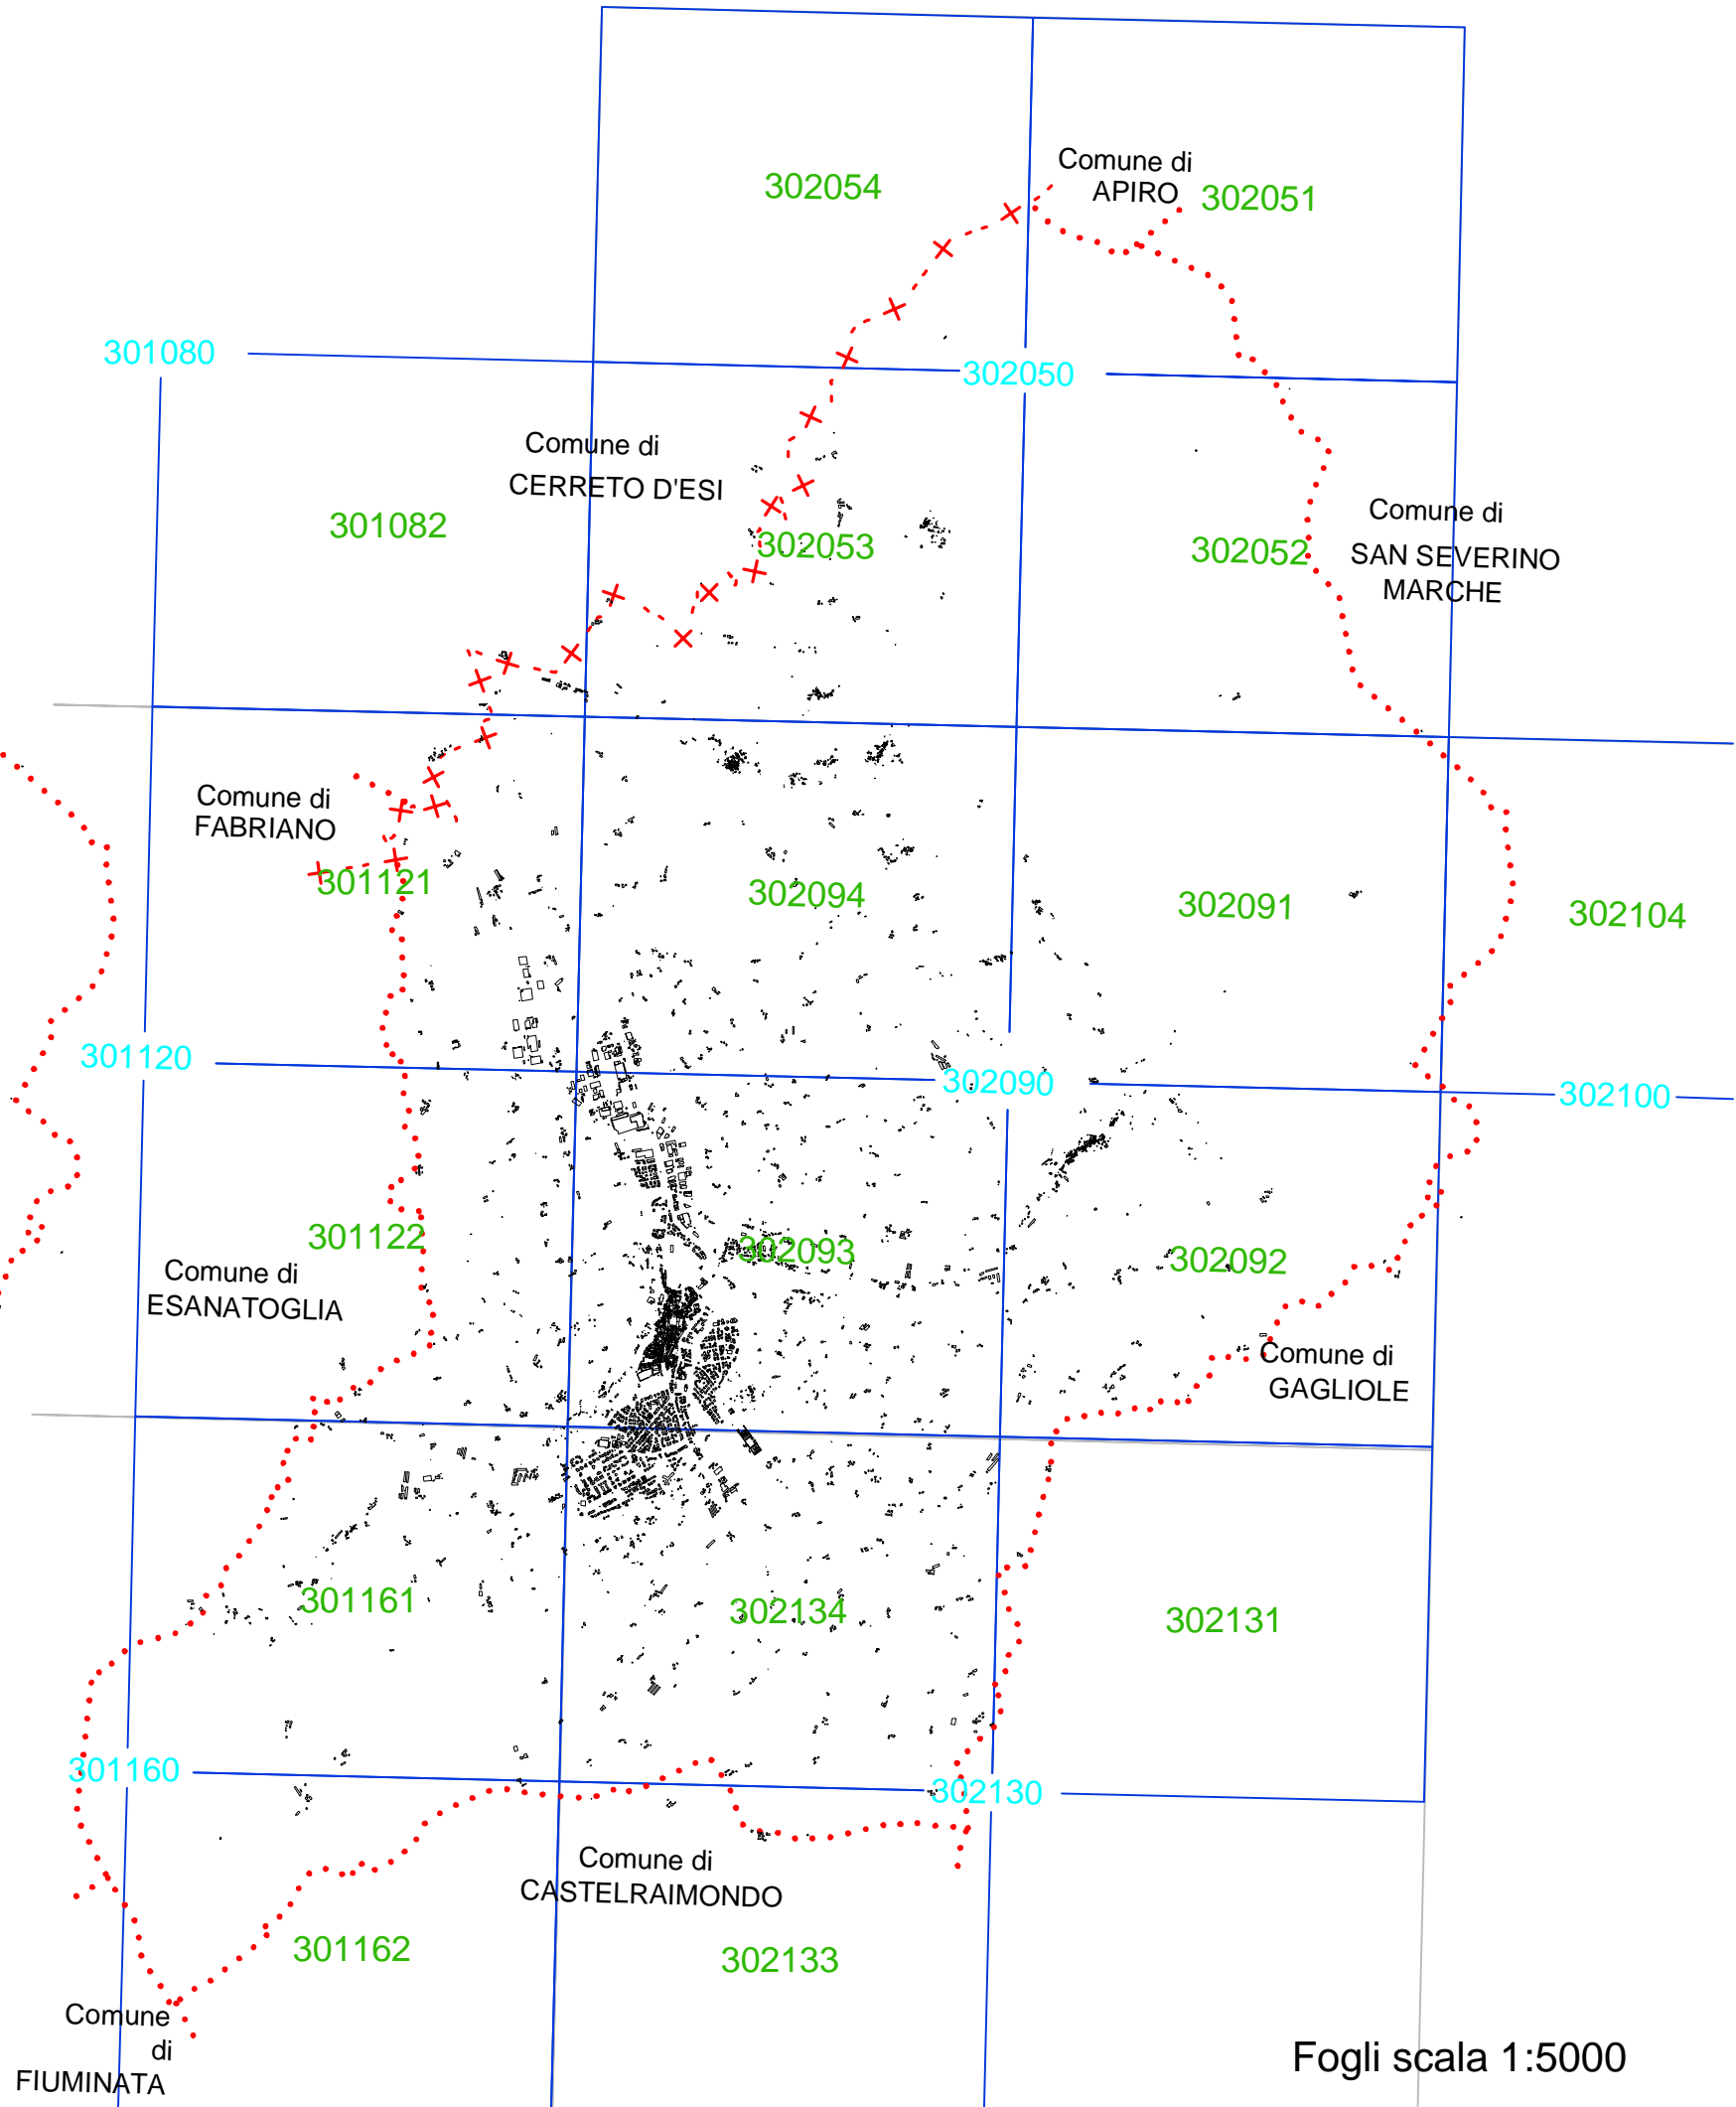 Comune di
APIRO
302054
302051
301080
302050
Comune di
CERRETO D'ESI
301082
302053
302052
Comune di
SAN SEVERINO
MARCHE
Comune di
FABRIANO
301121
302094
302091
302104
301120
302090
302100
301122
302093
302092
Comune di
ESANATOGLIA
Comune di
GAGLIOLE
301161
302134
302131
301160
302130
Comune di
CASTELRAIMONDO
301162
302133
Comune
di
FIUMINATA
Fogli scala 1:5000